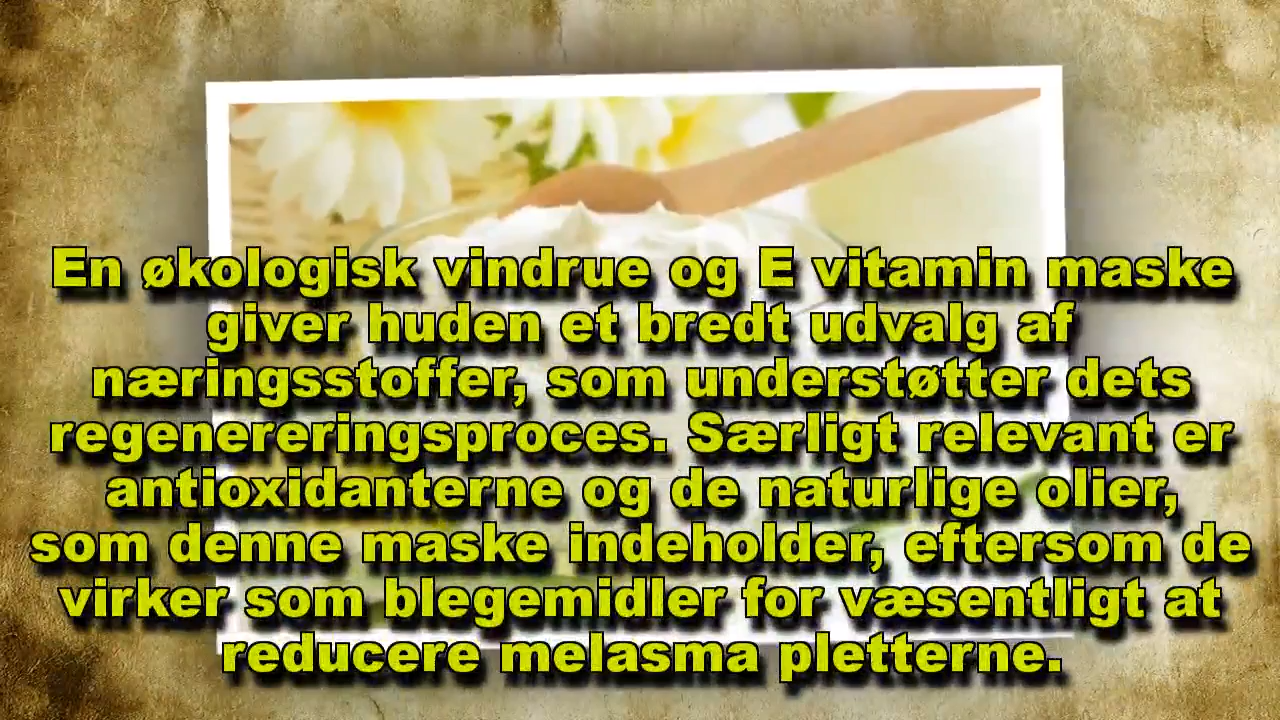 En økologisk vindrue og E vitamin maske
giver huden et bredt udvalg af
næringsstoffer, som understøtter dets
regenereringsproces. Særligt relevant er
antioxidanterne og de naturlige olier,
som denne maske indeholder, eftersom de
virker som blegemidler for væsentligt at
reducere melasma pletterne.